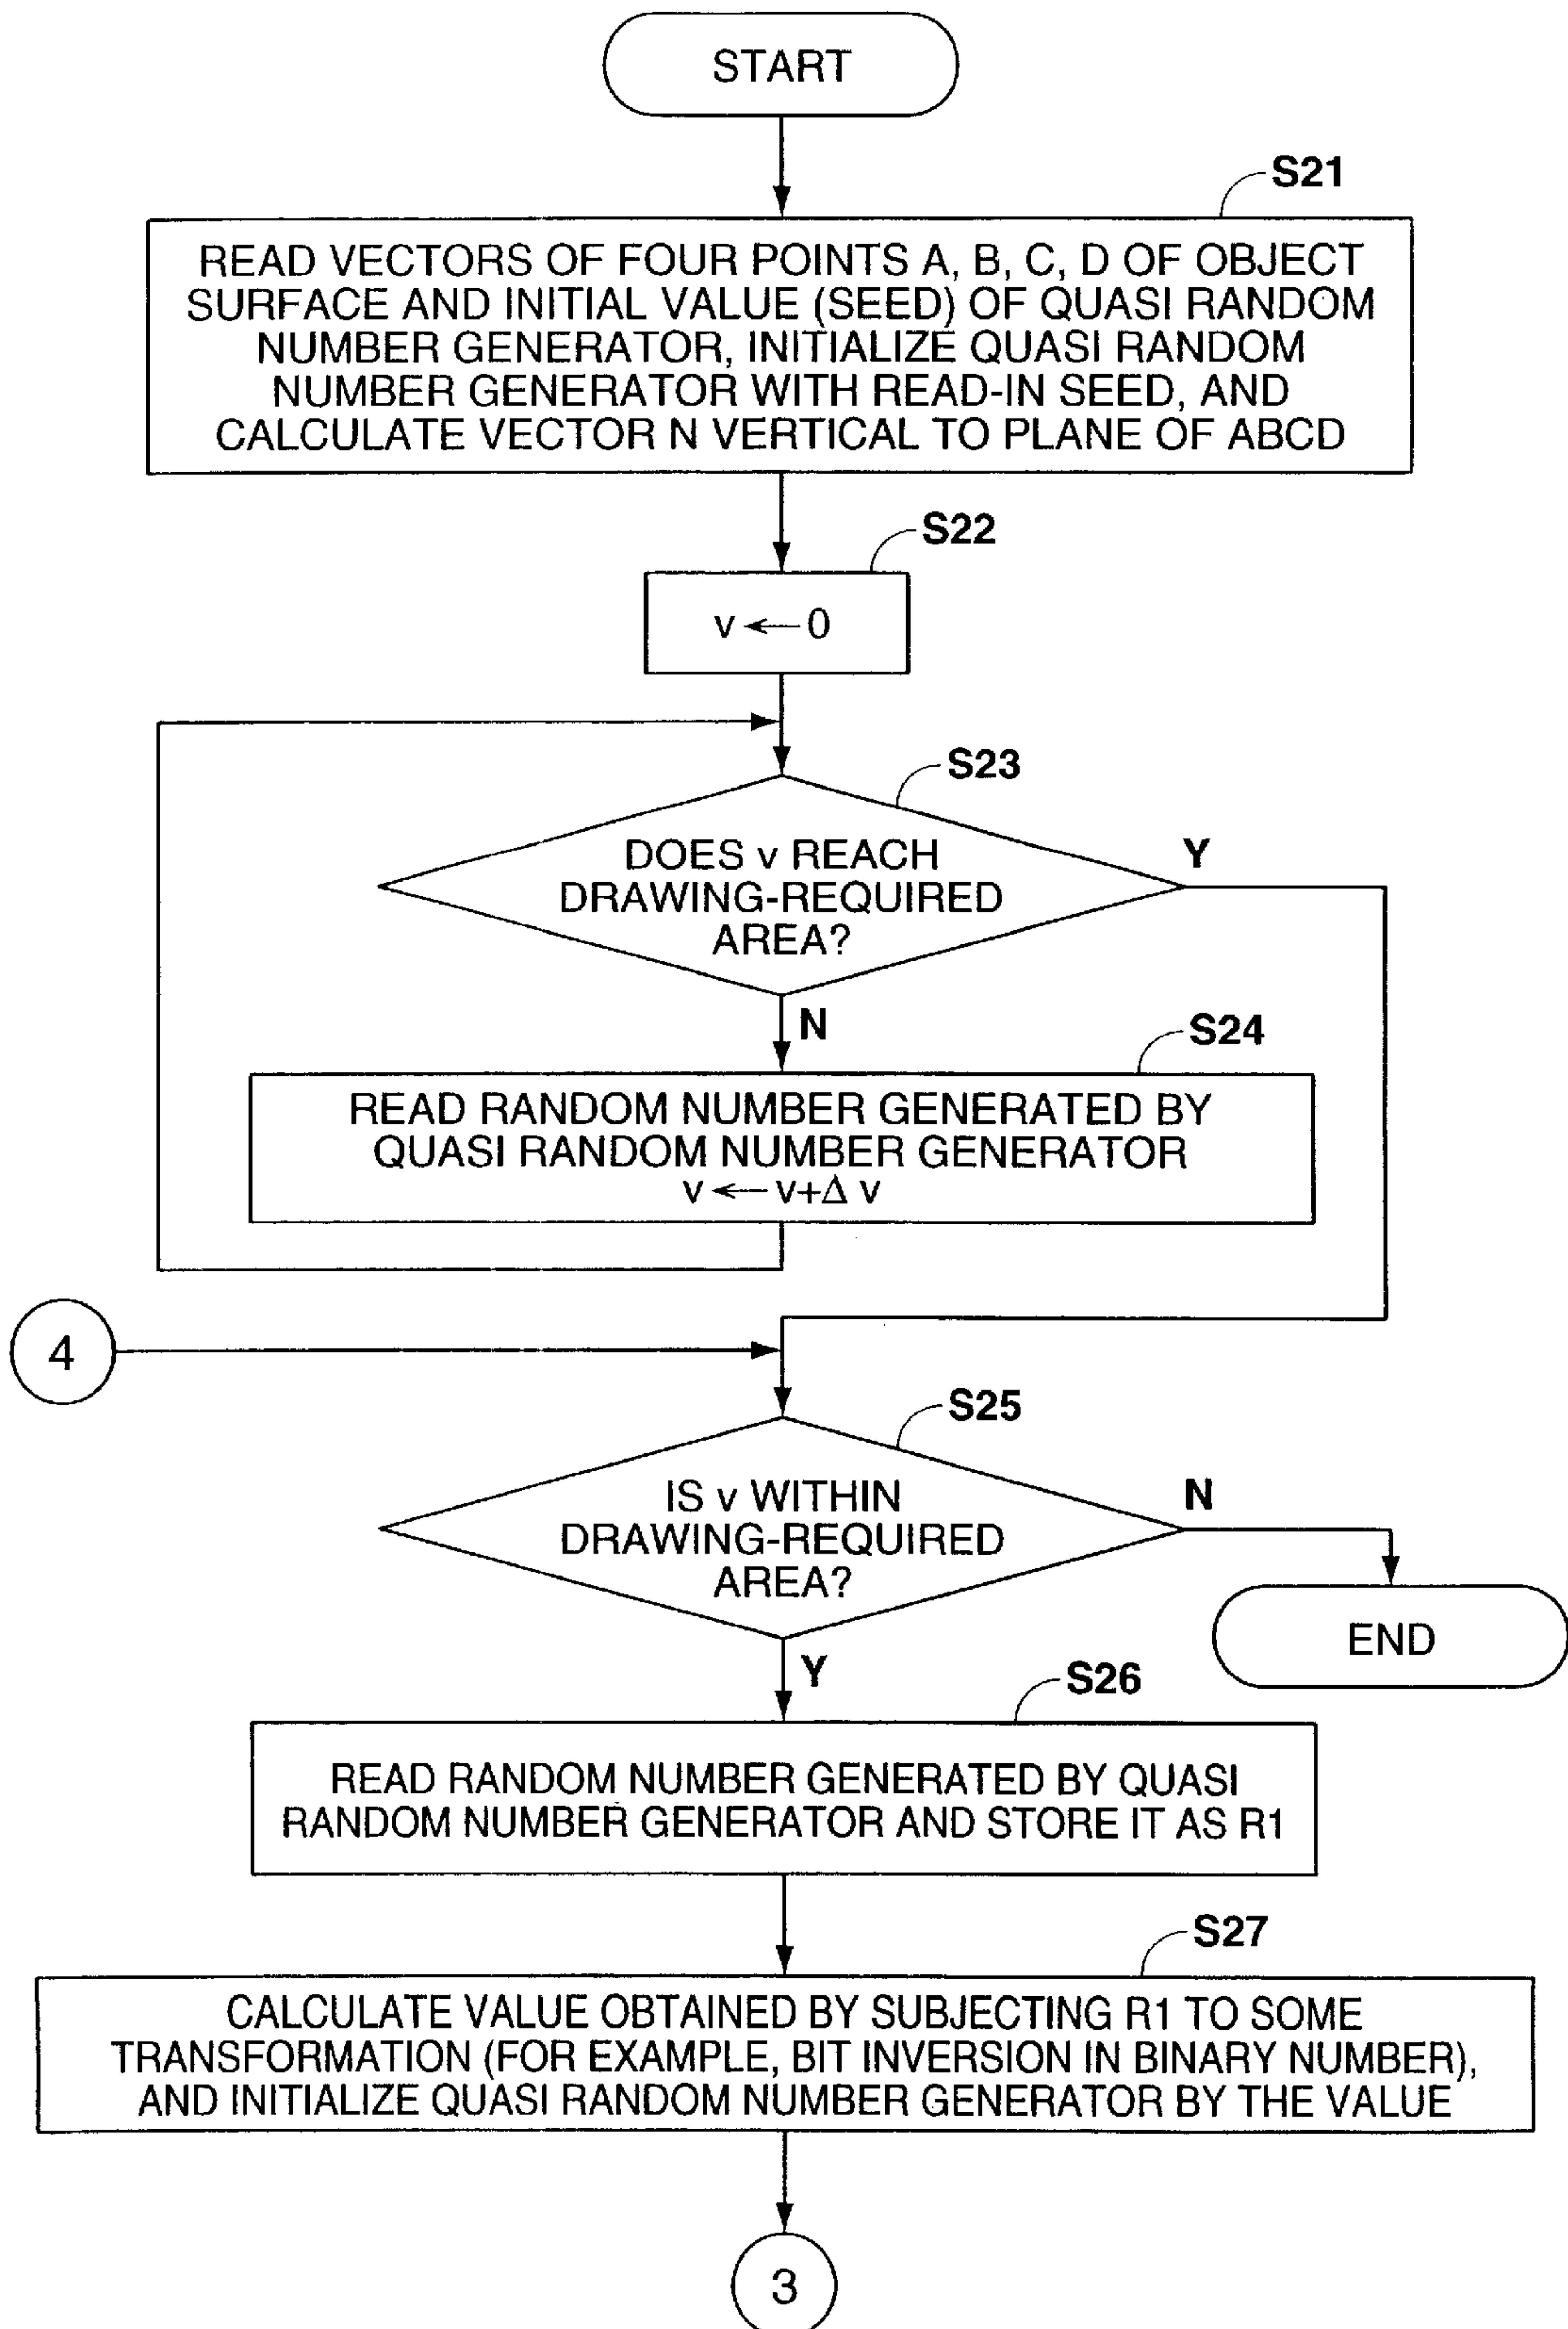 START
S21
READ VECTORS OF FOUR POINTS A, B, C, D OF OBJECT
SURFACE AND INITIAL VALUE (SEED) OF QUASI RANDOM
NUMBER GENERATOR, INITIALIZE QUASI RANDOM
NUMBER GENERATOR WITH READ-IN SEED, AND
CALCULATE VECTOR N VERTICAL TO PLANE OF ABCD
S22
v ← 0
S23
DOES v REACH
DRAWING-REQUIRED
AREA?
Y
N
S24
READ RANDOM NUMBER GENERATED BY
QUASI RANDOM NUMBER GENERATOR
v ← v+Δ v
4
S25
IS v WITHIN
DRAWING-REQUIRED
AREA?
N
END
Y
S26
READ RANDOM NUMBER GENERATED BY QUASI
RANDOM NUMBER GENERATOR AND STORE IT AS R1
S27
CALCULATE VALUE OBTAINED BY SUBJECTING R1 TO SOME
TRANSFORMATION (FOR EXAMPLE, BIT INVERSION IN BINARY NUMBER),
AND INITIALIZE QUASI RANDOM NUMBER GENERATOR BY THE VALUE
3